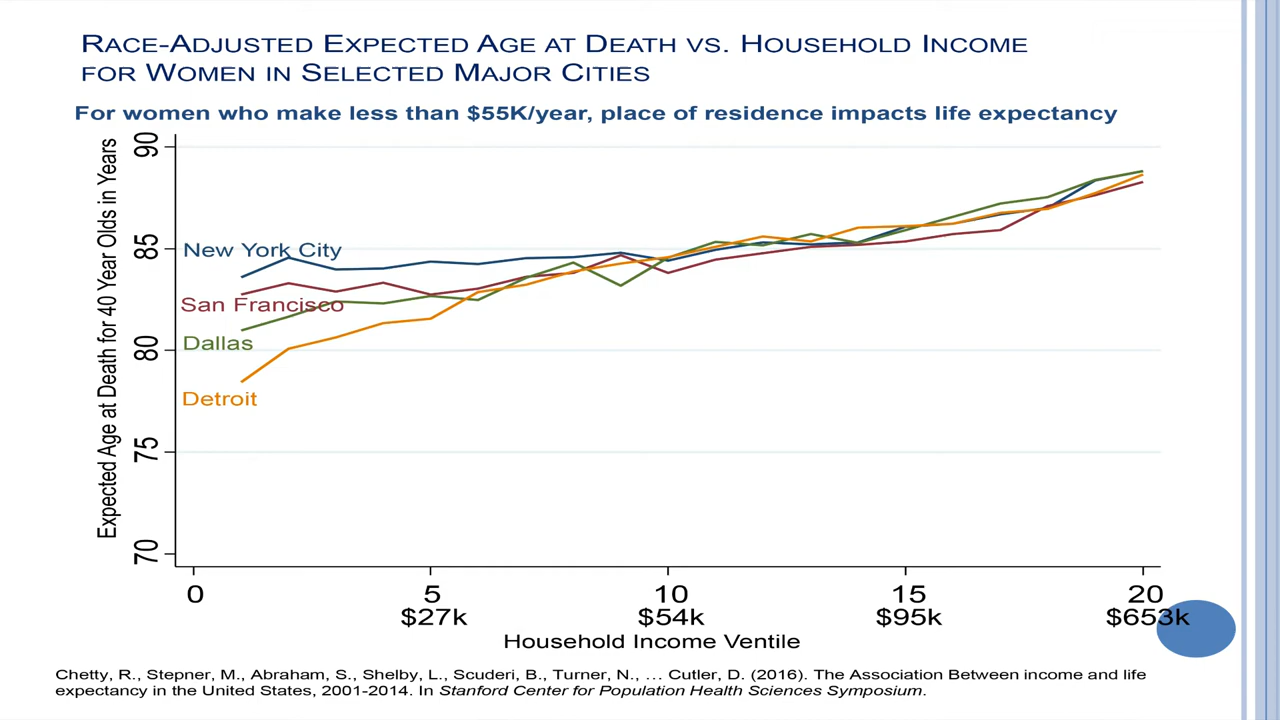 RACE-ADJUSTED EXPECTED AGE AT DEATH VS. HOUSEHOLD INCOME
FOR WOMEN IN SELECTED MAJOR CITIES
For women who make less than $55K/year, place of residence impacts life expectancy
Expected Age at Death for 40 Year Olds in Years
90
85
80
75
70
New York City
San Francisco
Dallas
Detroit
0 5 10 15 20
$27k $54k $95k $653k
Household Income Ventile
Chetty, R., Stepner, M., Abraham, S., Shelby, L., Scuderi, B., Turner, N., … Cutler, D. (2016). The Association Between income and life
expectancy in the United States, 2001-2014. In Stanford Center for Population Health Sciences Symposium.